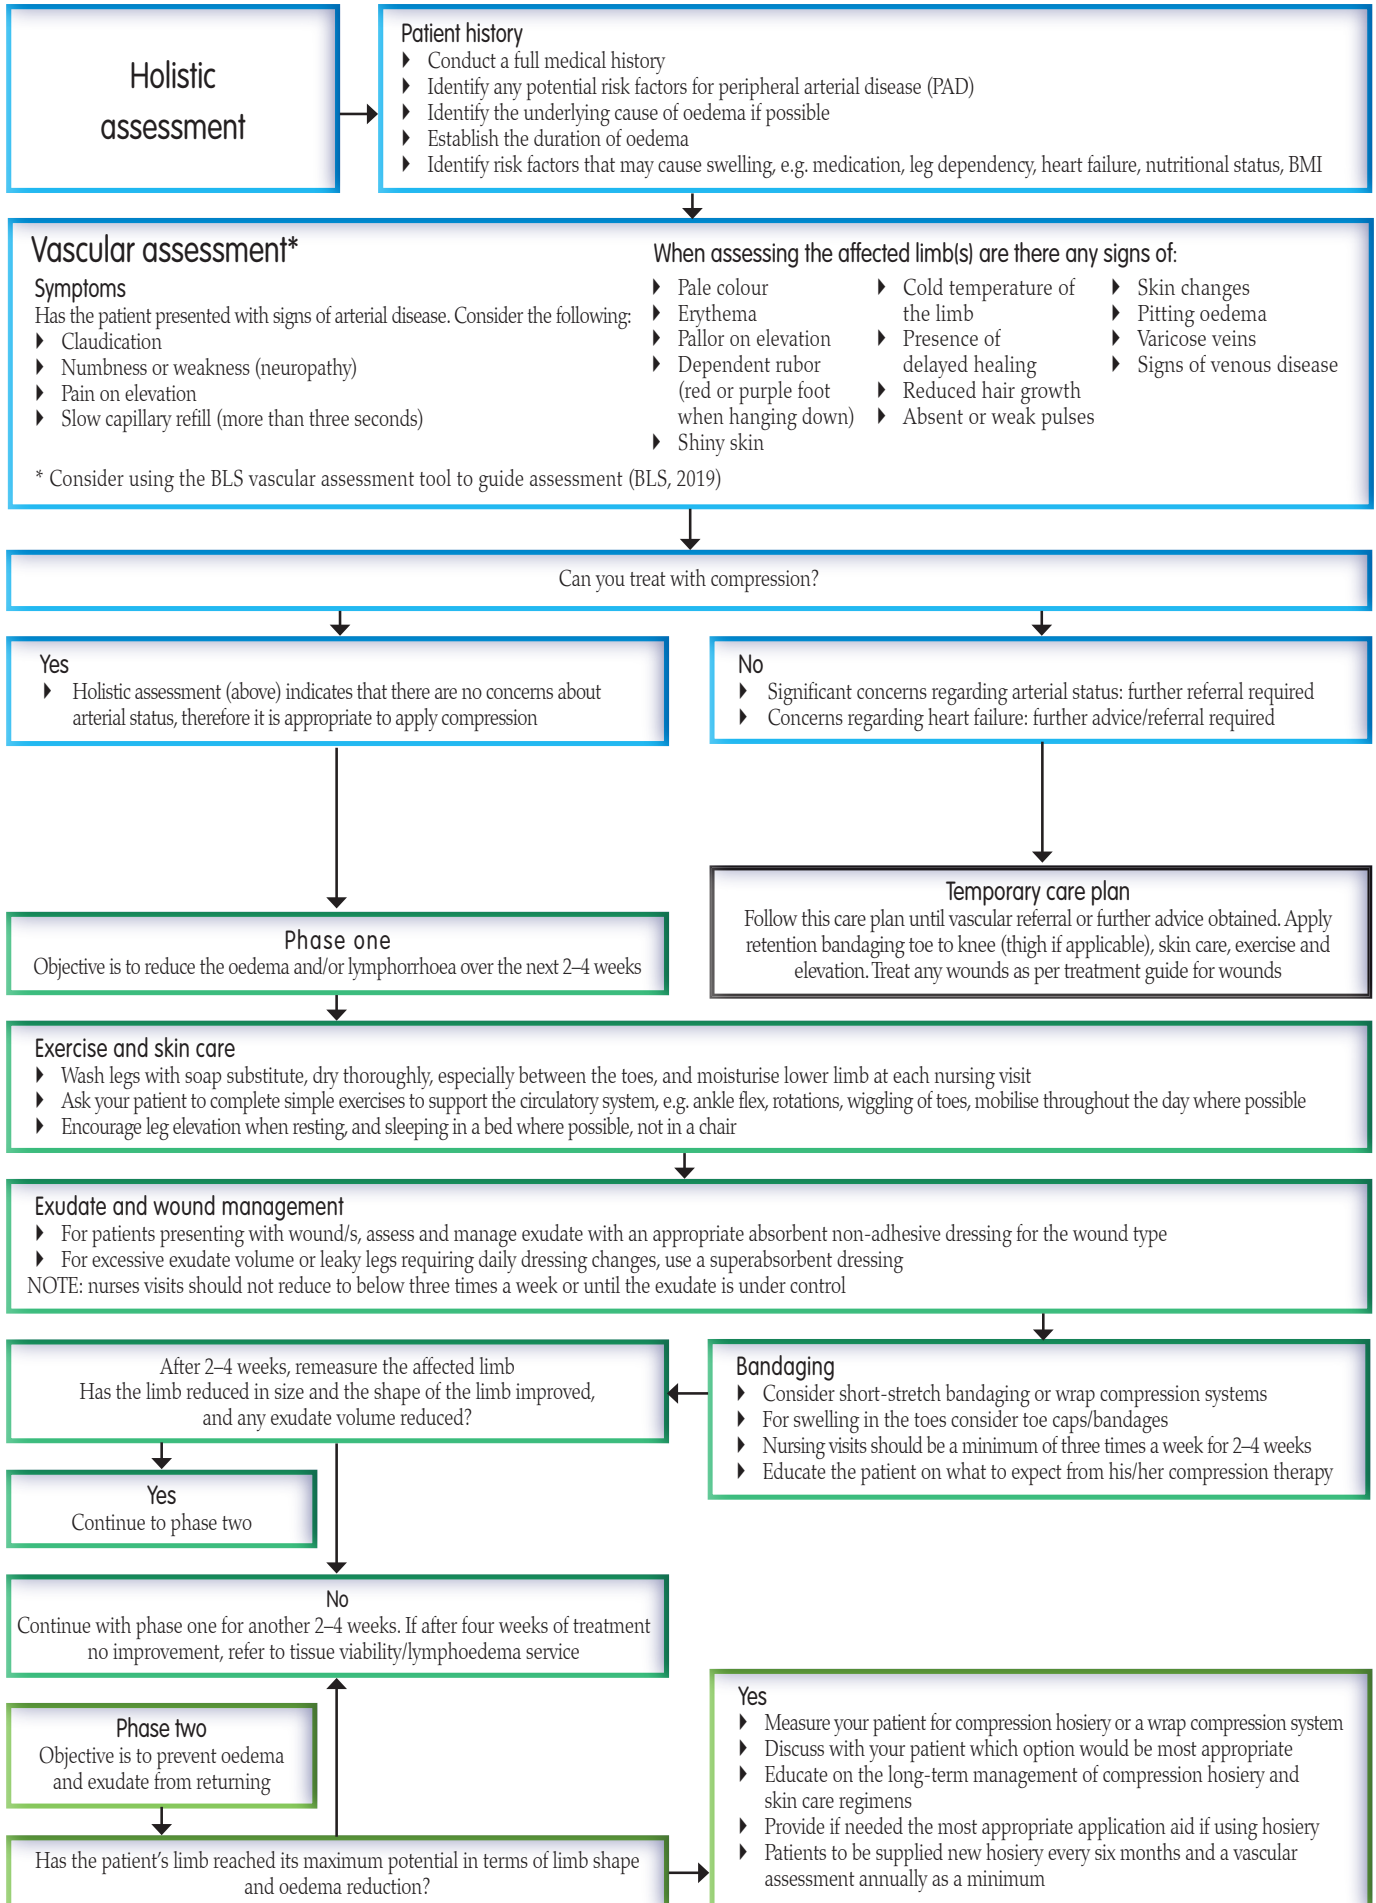 Holistic
assessment
Patient history
Conduct a full medical history
Identify any potential risk factors for peripheral arterial disease (PAD)
Identify the underlying cause of oedema if possible
Establish the duration of oedema
Identify risk factors that may cause swelling, e.g. medication, leg dependency, heart failure, nutritional status, BMI
Vascular assessment*
Symptoms
Has the patient presented with signs of arterial disease. Consider the following:
Claudication
Numbness or weakness (neuropathy)
Pain on elevation
Slow capillary refill (more than three seconds)
When assessing the affected limb(s) are there any signs of:
Pale colour
Erythema
Pallor on elevation
Dependent rubor
(red or purple foot
when hanging down)
Shiny skin
Cold temperature of
the limb
Presence of
delayed healing
Reduced hair growth
Absent or weak pulses
Skin changes
Pitting oedema
Varicose veins
Signs of venous disease
* Consider using the BLS vascular assessment tool to guide assessment (BLS, 2019)
Can you treat with compression?
Yes
Holistic assessment (above) indicates that there are no concerns about
arterial status, therefore it is appropriate to apply compression
No
Significant concerns regarding arterial status: further referral required
Concerns regarding heart failure: further advice/referral required
Temporary care plan
Follow this care plan until vascular referral or further advice obtained. Apply
retention bandaging toe to knee (thigh if applicable), skin care, exercise and
elevation. Treat any wounds as per treatment guide for wounds
Phase one
Objective is to reduce the oedema and/or lymphorrhoea over the next 2–4 weeks
Exercise and skin care
Wash legs with soap substitute, dry thoroughly, especially between the toes, and moisturise lower limb at each nursing visit
Ask your patient to complete simple exercises to support the circulatory system, e.g. ankle flex, rotations, wiggling of toes, mobilise throughout the day where possible
Encourage leg elevation when resting, and sleeping in a bed where possible, not in a chair
Exudate and wound management
For patients presenting with wound/s, assess and manage exudate with an appropriate absorbent non-adhesive dressing for the wound type
For excessive exudate volume or leaky legs requiring daily dressing changes, use a superabsorbent dressing
NOTE: nurses visits should not reduce to below three times a week or until the exudate is under control
Bandaging
Consider short-stretch bandaging or wrap compression systems
For swelling in the toes consider toe caps/bandages
Nursing visits should be a minimum of three times a week for 2–4 weeks
Educate the patient on what to expect from his/her compression therapy
After 2–4 weeks, remeasure the affected limb
Has the limb reduced in size and the shape of the limb improved,
and any exudate volume reduced?
Yes
Continue to phase two
No
Continue with phase one for another 2–4 weeks. If after four weeks of treatment
no improvement, refer to tissue viability/lymphoedema service
Phase two
Objective is to prevent oedema
and exudate from returning
Has the patient's limb reached its maximum potential in terms of limb shape
and oedema reduction?
Yes
Measure your patient for compression hosiery or a wrap compression system
Discuss with your patient which option would be most appropriate
Educate on the long-term management of compression hosiery and
skin care regimens
Provide if needed the most appropriate application aid if using hosiery
Patients to be supplied new hosiery every six months and a vascular
assessment annually as a minimum